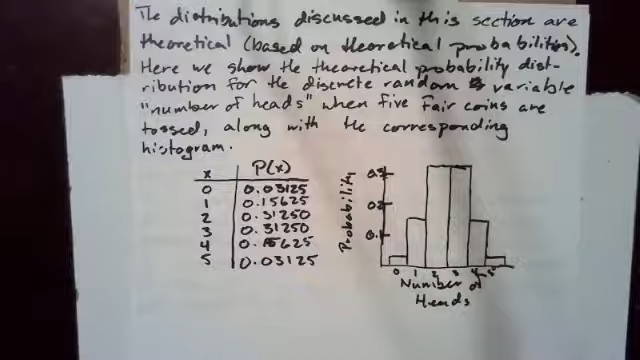 The distributions discussed in this section are
theoretical (based on theoretical probabilities).
Here we show the theoretical probability dist-
ribution for the discrete random variable
"number of heads" when five fair coins are
tossed, along with the corresponding
histogram.
x P(x)
0 0.03125
1 0.15625
2 0.31250
3 0.31250
4 0.15625
5 0.03125
Probability
0.3
0.2
0.1
0 1 2 3 4 5
Number of
Heads